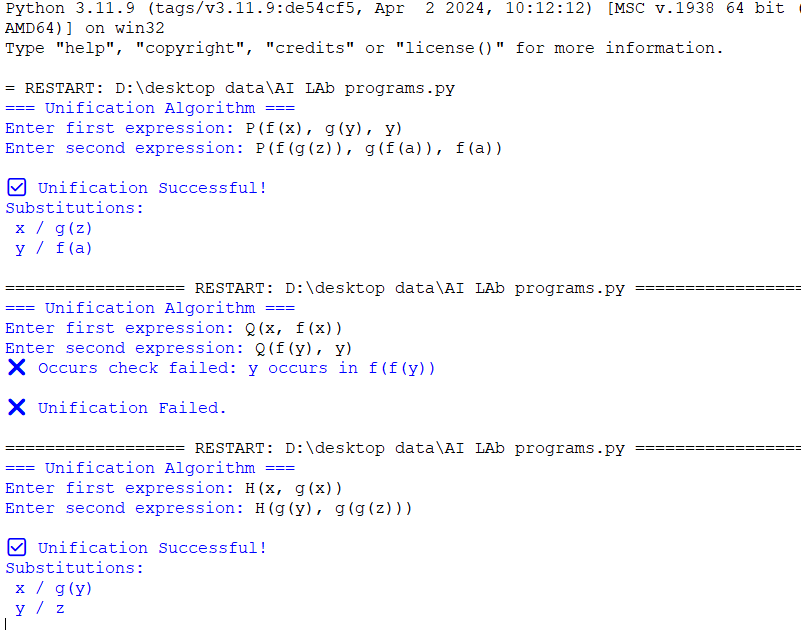 Python 3.11.9 (tags/v3.11.9:de54cf5, Apr  2 2024, 10:12:12) [MSC v.1938 64 bit (
AMD64)] on win32
Type "help", "copyright", "credits" or "license()" for more information.
= RESTART: D:\desktop data\AI LAb programs.py
=== Unification Algorithm ===
Enter first expression: P(f(x), g(y), y)
Enter second expression: P(f(g(z)), g(f(a)), f(a))
☑ Unification Successful!
Substitutions:
x / g(z)
y / f(a)
================== RESTART: D:\desktop data\AI LAb programs.py =================
=== Unification Algorithm ===
Enter first expression: Q(x, f(x))
Enter second expression: Q(f(y), y)
❌ Occurs check failed: y occurs in f(f(y))
❌ Unification Failed.
================== RESTART: D:\desktop data\AI LAb programs.py =================
=== Unification Algorithm ===
Enter first expression: H(x, g(x))
Enter second expression: H(g(y), g(g(z)))
☑ Unification Successful!
Substitutions:
x / g(y)
y / z